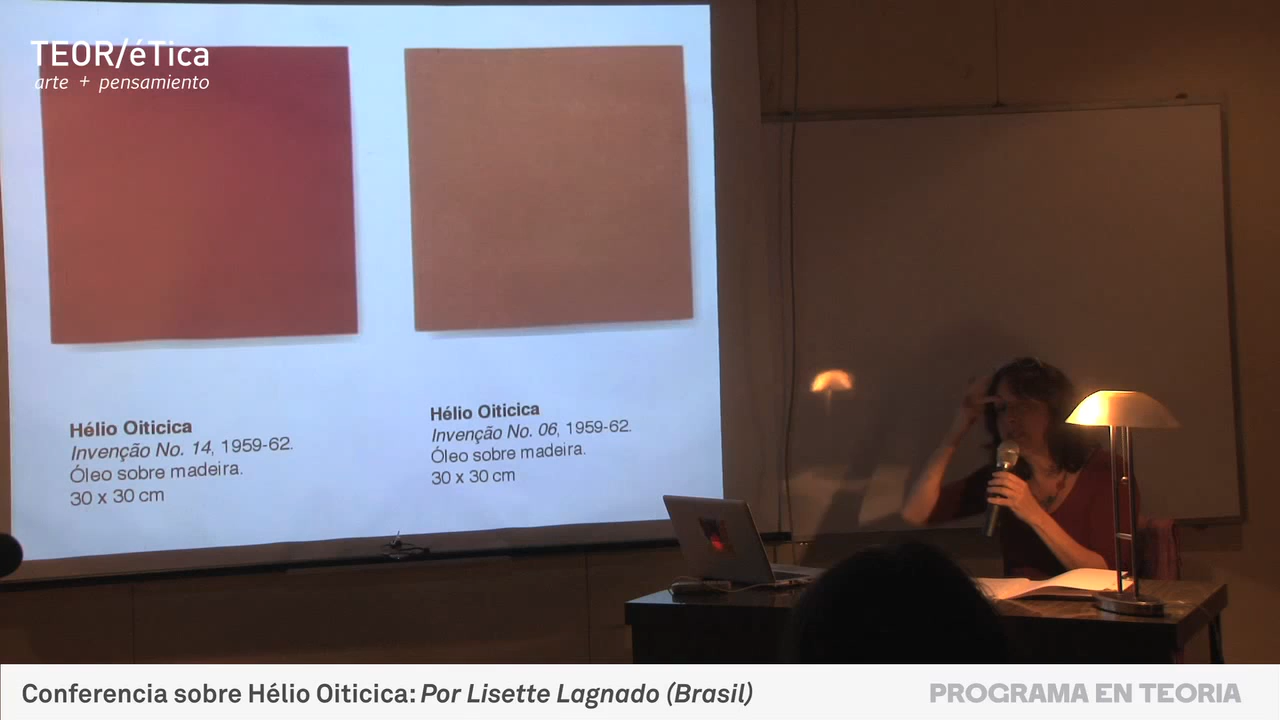 TEOR/éTica
arte + pensamiento
Hélio Oiticica
Invenção No. 14, 1959-62.
Óleo sobre madeira.
30 x 30 cm
Hélio Oiticica
Invenção No. 06, 1959-62.
Óleo sobre madeira.
30 x 30 cm
Conferencia sobre Hélio Oiticica: Por Lisette Lagnado (Brasil)
PROGRAMA EN TEORIA